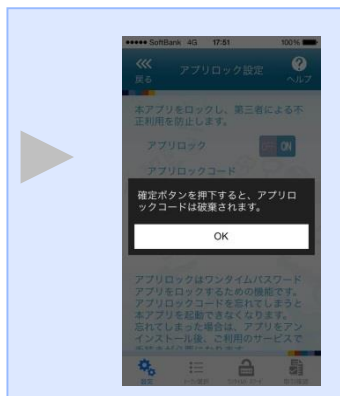 SoftBank 4G 17:51 100%
戻る アプリロック設定 ? ヘルプ
本アプリをロックし、第三者による不
正利用を防止します。
アプリロック ON
アプリロックコード
確定ボタンを押下すると、アプリロ
ックコードは破棄されます。
OK
アプリロックはワンタイムパスワード
アプリをロックするための機能です。
アプリロックコードを忘れてしまうと
本アプリを起動できなくなります。
忘れてしまった場合は、アプリをアン
インストール後、ご利用のサービスで
設定